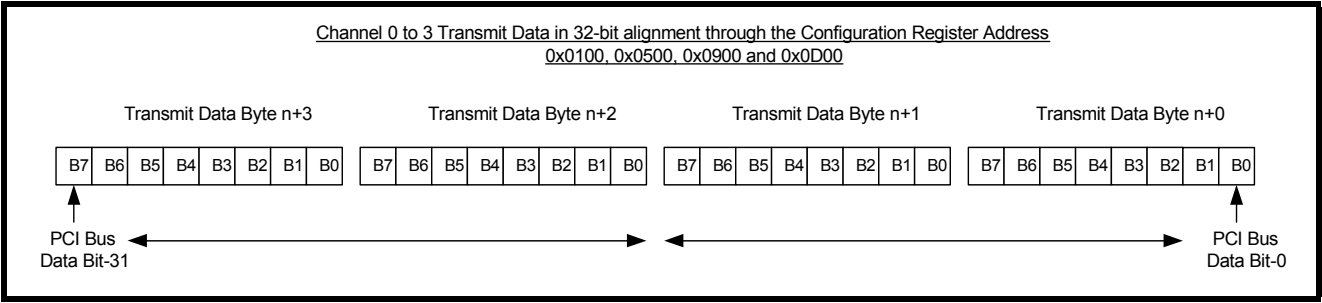 Channel 0 to 3 Transmit Data in 32-bit alignment through the Configuration Register Address
0x0100, 0x0500, 0x0900 and 0x0D00
Transmit Data Byte n+3 Transmit Data Byte n+2 Transmit Data Byte n+1 Transmit Data Byte n+0
B7 B6 B5 B4 B3 B2 B1 B0 B7 B6 B5 B4 B3 B2 B1 B0 B7 B6 B5 B4 B3 B2 B1 B0 B7 B6 B5 B4 B3 B2 B1 B0
PCI Bus PCI Bus
Data Bit-31 Data Bit-0